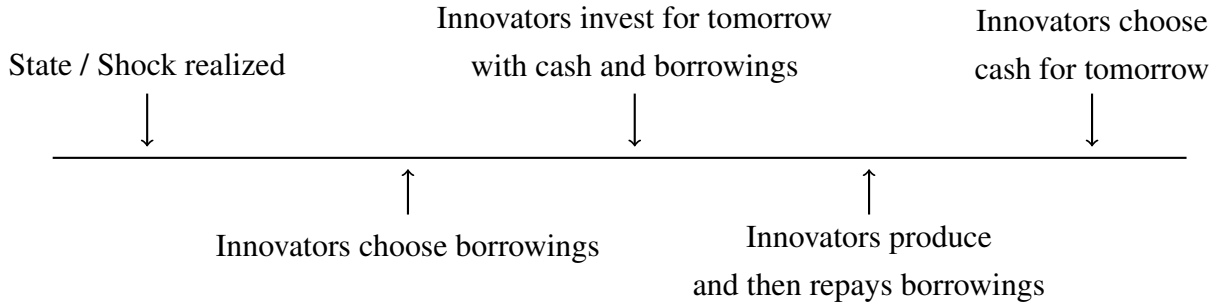 State / Shock realized
Innovators choose borrowings
Innovators invest for tomorrow
with cash and borrowings
Innovators produce
and then repays borrowings
Innovators choose
cash for tomorrow